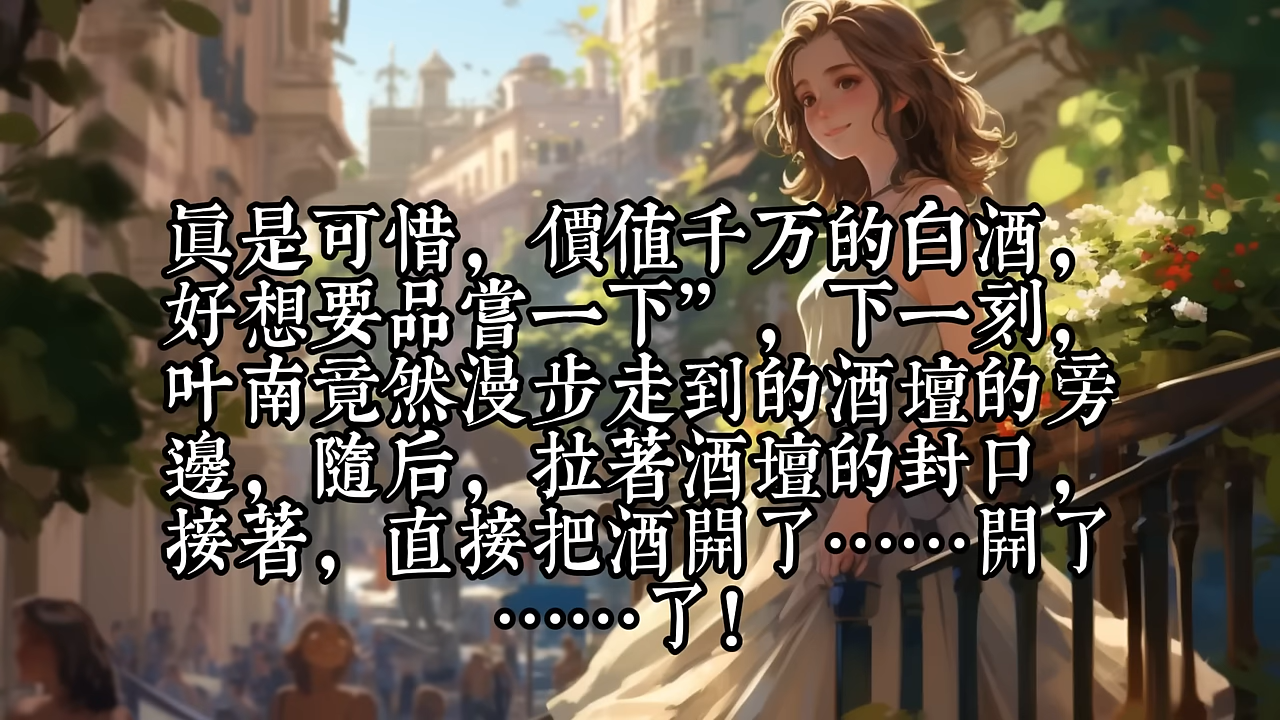 眞是可惜，價值千万的白酒，
好想要品嘗一下”，下一刻，
叶南竟然漫步走到的酒壇的旁
邊，隨后，拉著酒壇的封口，
接著，直接把酒開了……開了
……了！